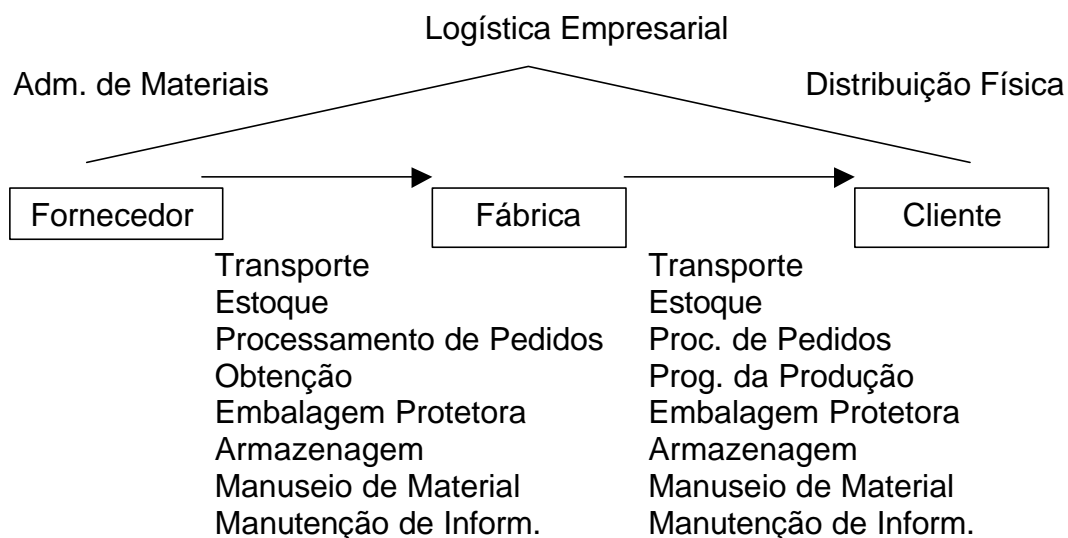 Logística Empresarial
Adm. de Materiais
Distribuição Física
Fornecedor
Fábrica
Cliente
Transporte
Estoque
Processamento de Pedidos
Obtenção
Embalagem Protetora
Armazenagem
Manuseio de Material
Manutenção de Inform.
Transporte
Estoque
Proc. de Pedidos
Prog. da Produção
Embalagem Protetora
Armazenagem
Manuseio de Material
Manutenção de Inform.